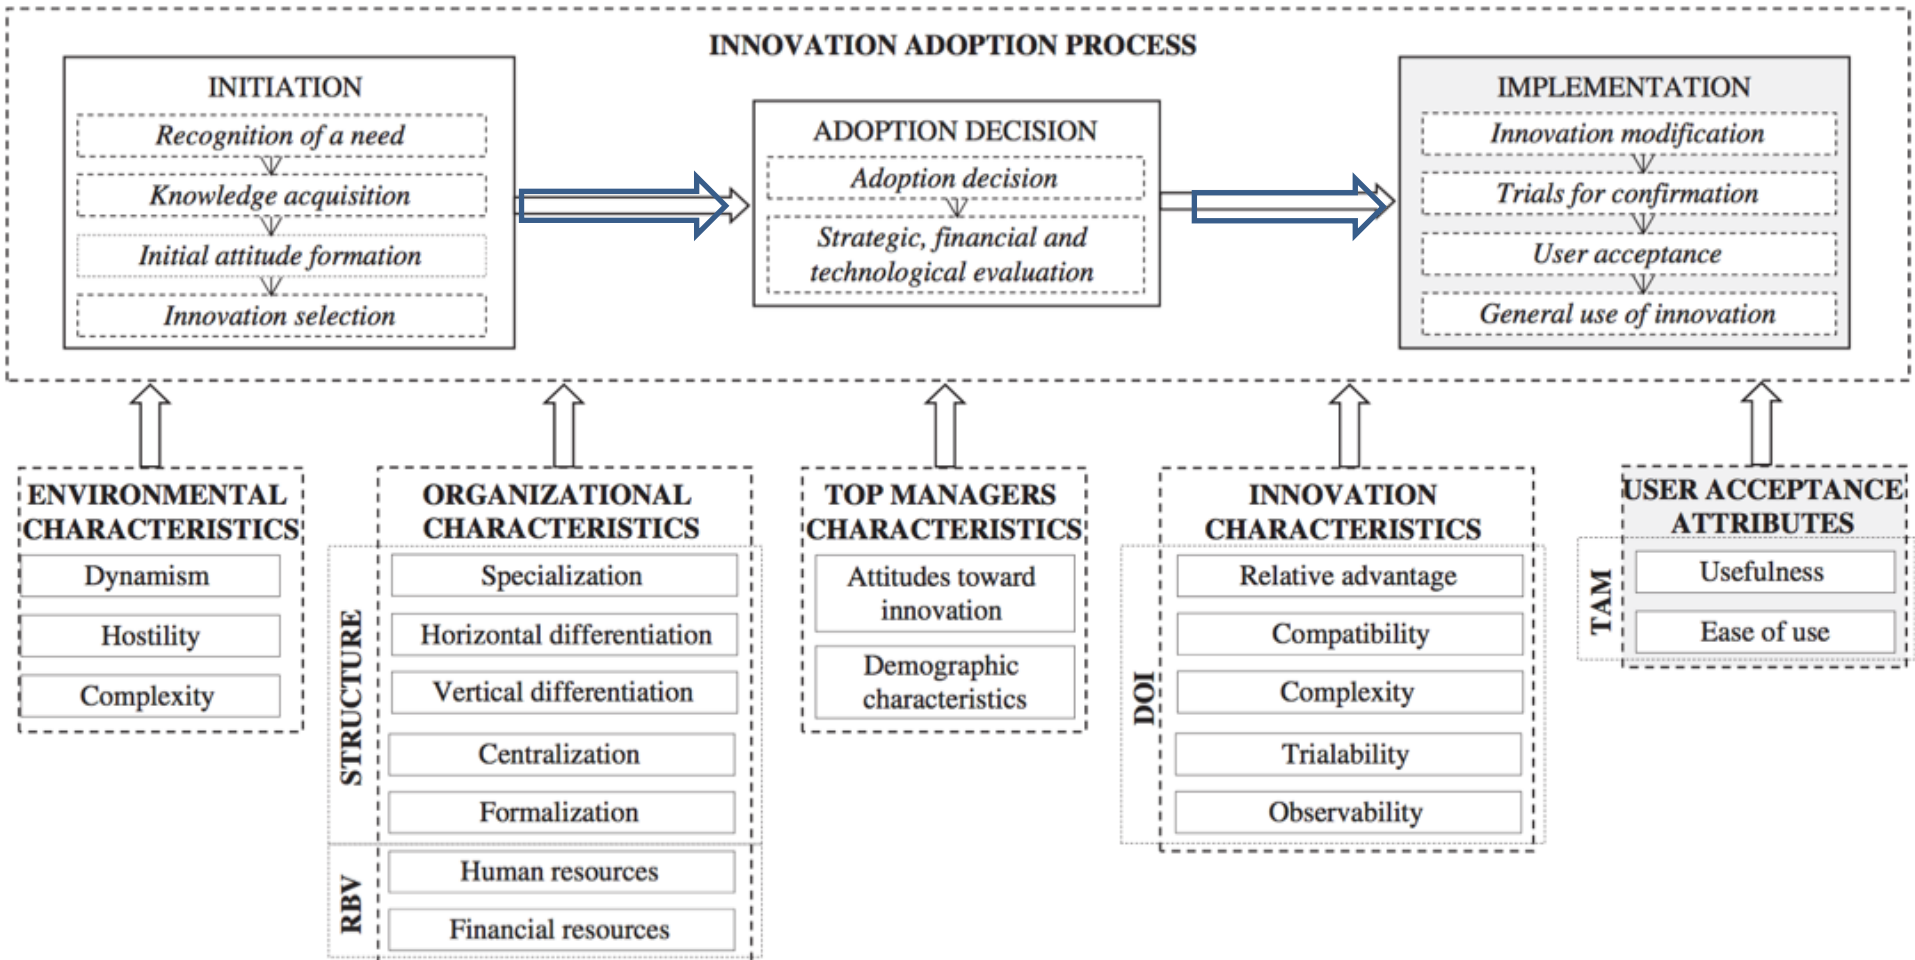 INNOVATION ADOPTION PROCESS
INITIATION
Recognition of a need
Knowledge acquisition
Initial attitude formation
Innovation selection
ADOPTION DECISION
Adoption decision
Strategic, financial and
technological evaluation
IMPLEMENTATION
Innovation modification
Trials for confirmation
User acceptance
General use of innovation
ENVIRONMENTAL
CHARACTERISTICS
Dynamism
Hostility
Complexity
ORGANIZATIONAL
CHARACTERISTICS
STRUCTURE
Specialization
Horizontal differentiation
Vertical differentiation
Centralization
Formalization
RBV
Human resources
Financial resources
TOP MANAGERS
CHARACTERISTICS
Attitudes toward
innovation
Demographic
characteristics
INNOVATION
CHARACTERISTICS
DOI
Relative advantage
Compatibility
Complexity
Trialability
Observability
USER ACCEPTANCE
ATTRIBUTES
TAM
Usefulness
Ease of use